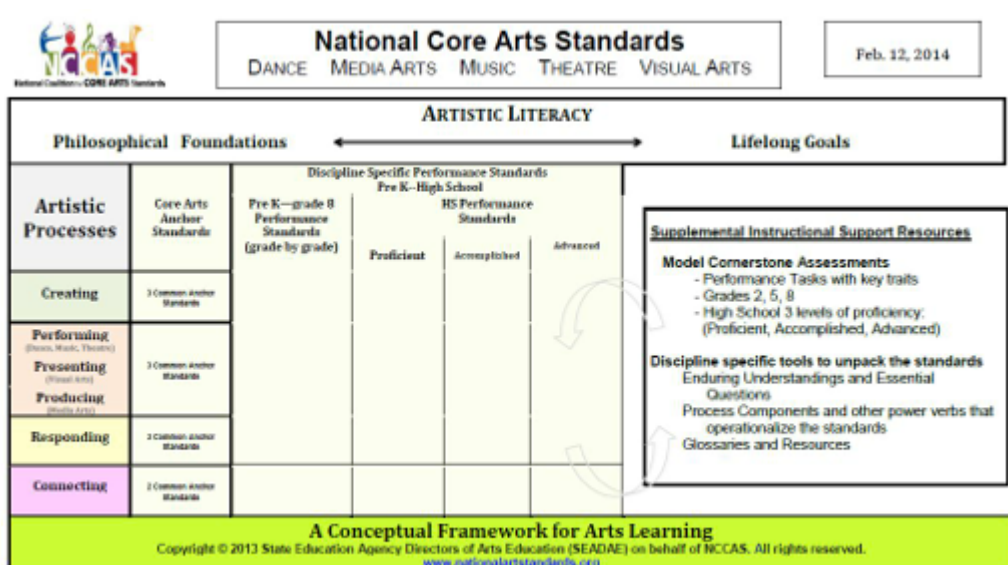 NCCAS
National Coalition for CORE ARTS Standards
National Core Arts Standards
DANCE MEDIA ARTS MUSIC THEATRE VISUAL ARTS
Feb. 12, 2014
ARTISTIC LITERACY
Philosophical Foundations
Lifelong Goals
Artistic
Processes
Core Arts
Anchor
Standards
Discipline Specific Performance Standards
Pre K--High School
Pre K—grade 8
Performance
Standards
(grade by grade)
HS Performance
Standards
Proficient
Accomplished
Advanced
Creating
3 Common Anchor
Standards
Performing
(Dance, Music, Theatre)
Presenting
(Visual Arts)
Producing
(Media Arts)
3 Common Anchor
Standards
Responding
3 Common Anchor
Standards
Connecting
2 Common Anchor
Standards
Supplemental Instructional Support Resources
Model Cornerstone Assessments
- Performance Tasks with key traits
- Grades 2, 5, 8
- High School 3 levels of proficiency:
(Proficient, Accomplished, Advanced)
Discipline specific tools to unpack the standards
Enduring Understandings and Essential
Questions
Process Components and other power verbs that
operationalize the standards
Glossaries and Resources
A Conceptual Framework for Arts Learning
Copyright © 2013 State Education Agency Directors of Arts Education (SEADAE) on behalf of NCCAS. All rights reserved.
www.nationalartstandards.org